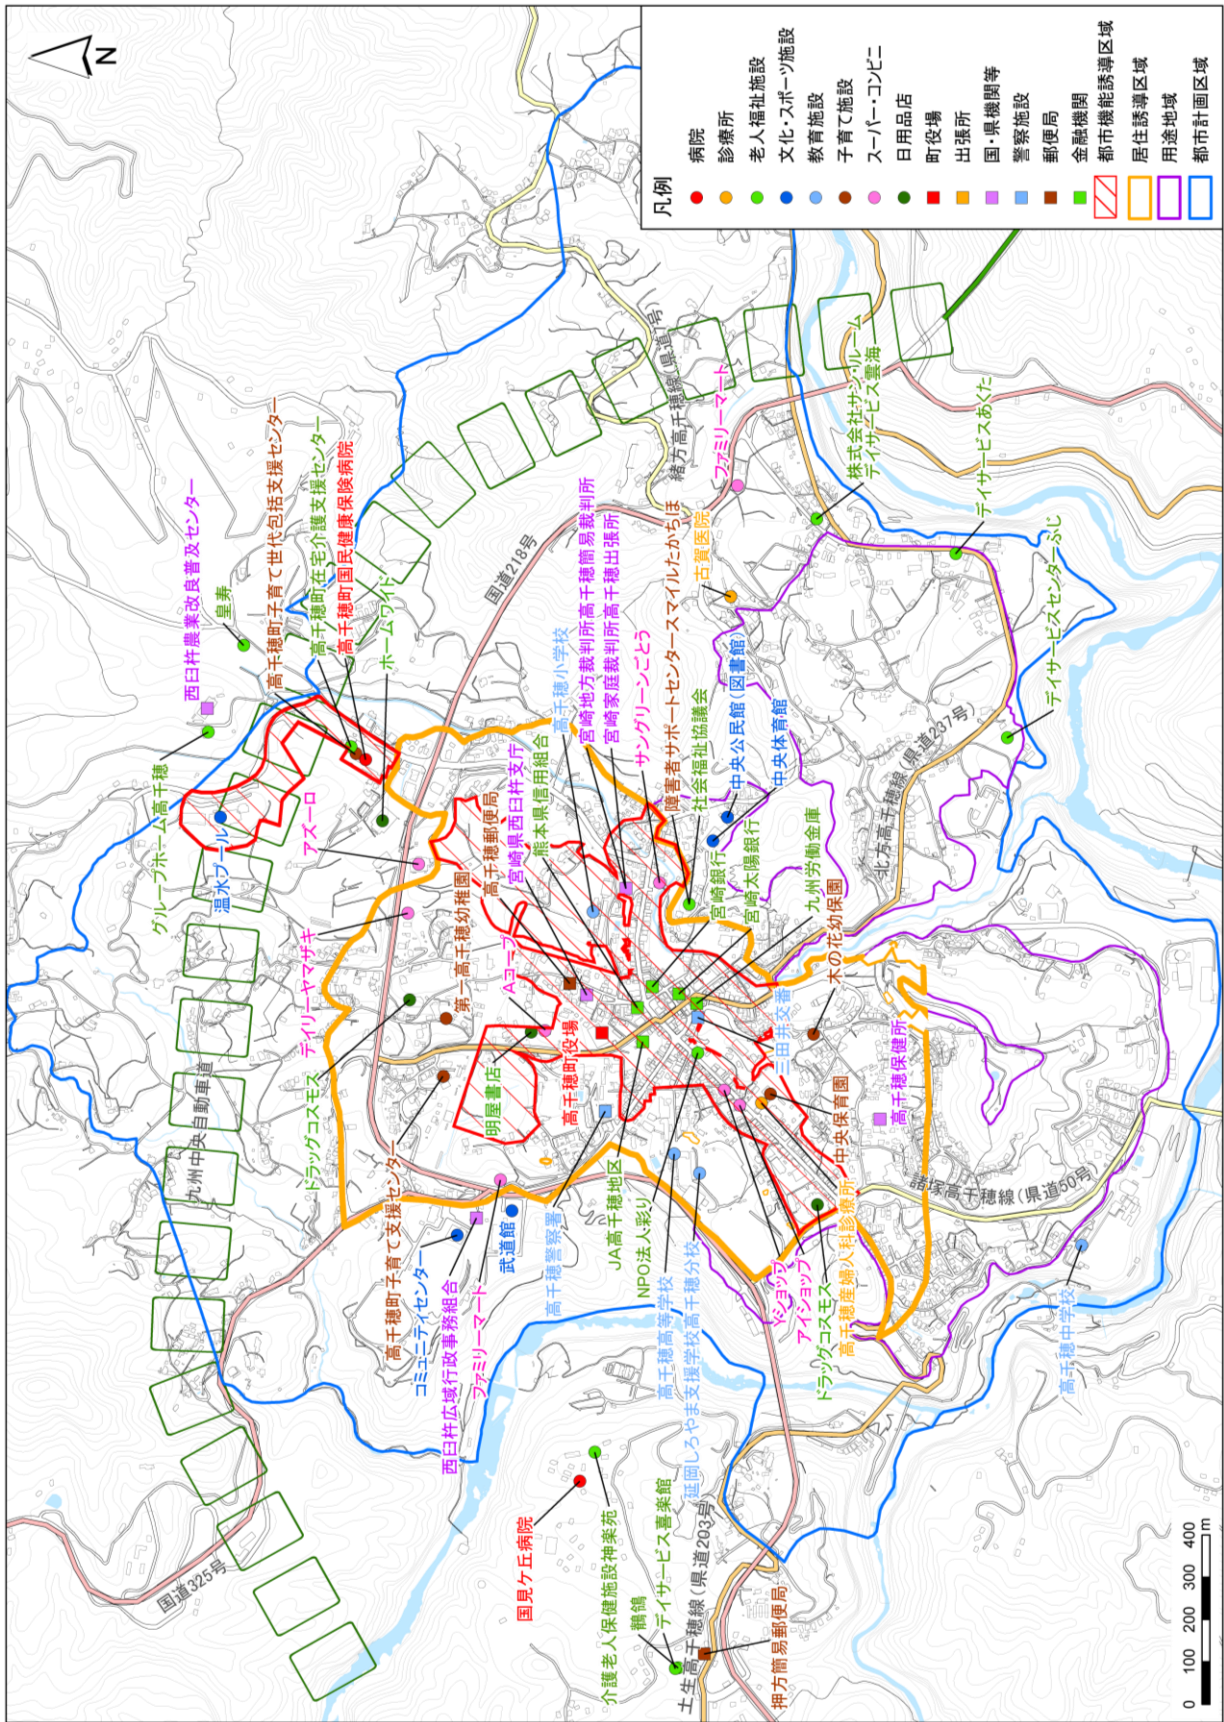 N
凡例
病院
診療所
老人福祉施設
文化・スポーツ施設
教育施設
子育て施設
スーパー・コンビニ
日用品店
町役場
出張所
国・県機関等
警察施設
郵便局
金融機関
都市機能誘導区域
居住誘導区域
用途地域
都市計画区域
西臼杵農業改良普及センター
皇寿
高千穂町子育て世代包括支援センター
高千穂町在宅介護支援センター
高千穂町国民健康保険病院
ホームワイド
グループホーム高千穂
温水プール
アズーロ
デイリーヤマザキ
ドラッグコスモス
九州中央自動車道
国道218号
緒方高千穂線(県道7号)
ファミリーマート
株式会社サン・ルーム
デイサービス雲海
デイサービスあくた
デイサービスセンターふじ
古賀医院
高千穂小学校
宮崎地方裁判所高千穂簡易裁判所
宮崎家庭裁判所高千穂出張所
サングリーンごとう
障害者サポートセンタースマイルたかちほ
社会福祉協議会
中央公民館(図書館)
中央体育館
第一高千穂幼稚園
高千穂郵便局
宮崎県西臼杵支庁
熊本県信用組合
Aコープ
宮崎銀行
宮崎太陽銀行
九州労働金庫
木の花幼保園
三田井交番
北方高千穂線(県道237号)
明屋書店
高千穂町役場
高千穂保健所
中央保育園
高千穂町子育て支援センター
コミュニティセンター
西臼杵広域行政事務組合
ファミリーマート
武道館
高千穂警察署
JA高千穂地区
NPO法人彩り
高千穂高等学校
延岡しろやま支援学校高千穂分校
Yショップ
アイショップ
ドラッグコスモス
高千穂産婦人科診療所
諸塚高千穂線(県道50号)
高千穂中学校
国道325号
国見ケ丘病院
介護老人保健施設神楽苑
鶺鴒
デイサービス喜楽館
土生高千穂線(県道203号)
押方簡易郵便局
0 100 200 300 400
m